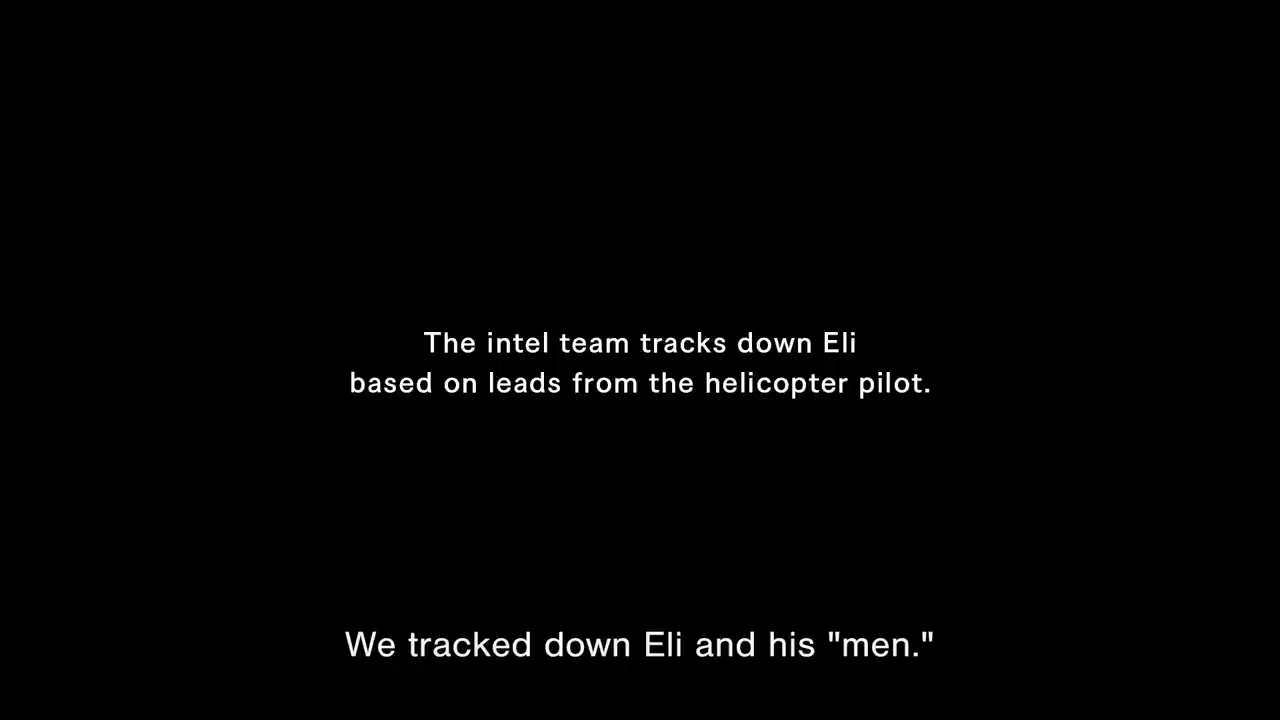 The intel team tracks down Eli
based on leads from the helicopter pilot.
We tracked down Eli and his "men."